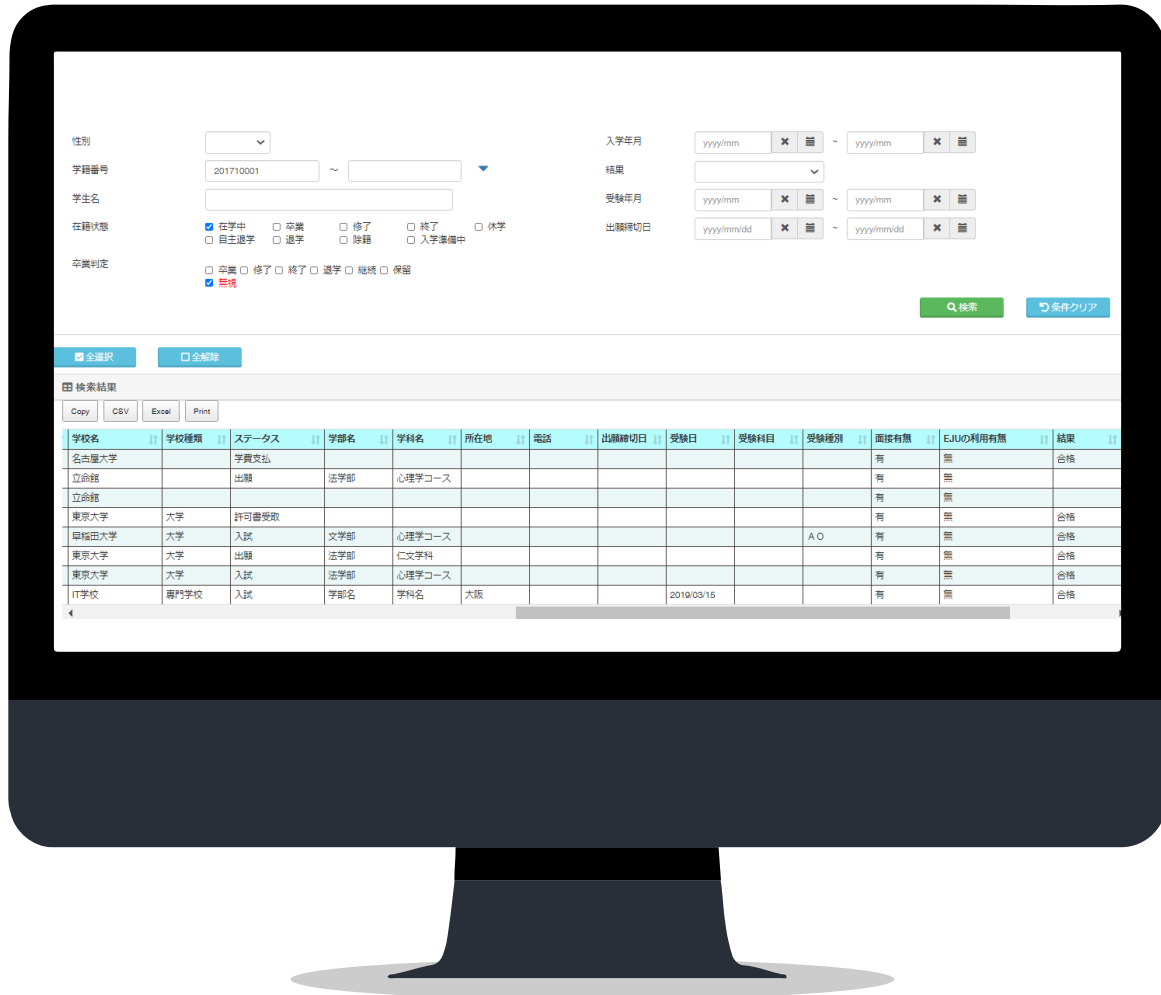 性別 入学年月 yyyy/mm ~ yyyy/mm
学籍番号 201710001 ～ 結果
学生名 受験年月 yyyy/mm ~ yyyy/mm
在籍状態 在学中 卒業 修了 終了 休学 出願締切日 yyyy/mm/dd ~ yyyy/mm/dd
自主退学 退学 除籍 入学準備中
卒業判定 卒業 修了 終了 退学 継続 保留
無視
検索 条件クリア
全選択 全解除
検索結果
Copy CSV Excel Print
学校名 学校種類 ステータス 学部名 学科名 所在地 電話 出願締切日 受験日 受験科目 受験種別 面接有無 EJUの利用有無 結果
名古屋大学 学費支払 有 無 合格
立命館 出願 法学部 心理学コース 有 無
立命館 有 無
東京大学 大学 許可書受取 有 無 合格
早稲田大学 大学 入試 文学部 心理学コース ＡＯ 有 無 合格
東京大学 大学 出願 法学部 仁文学科 有 無 合格
東京大学 大学 入試 法学部 心理学コース 有 無 合格
IT学校 専門学校 入試 学部名 学科名 大阪 2019/03/15 有 無 合格